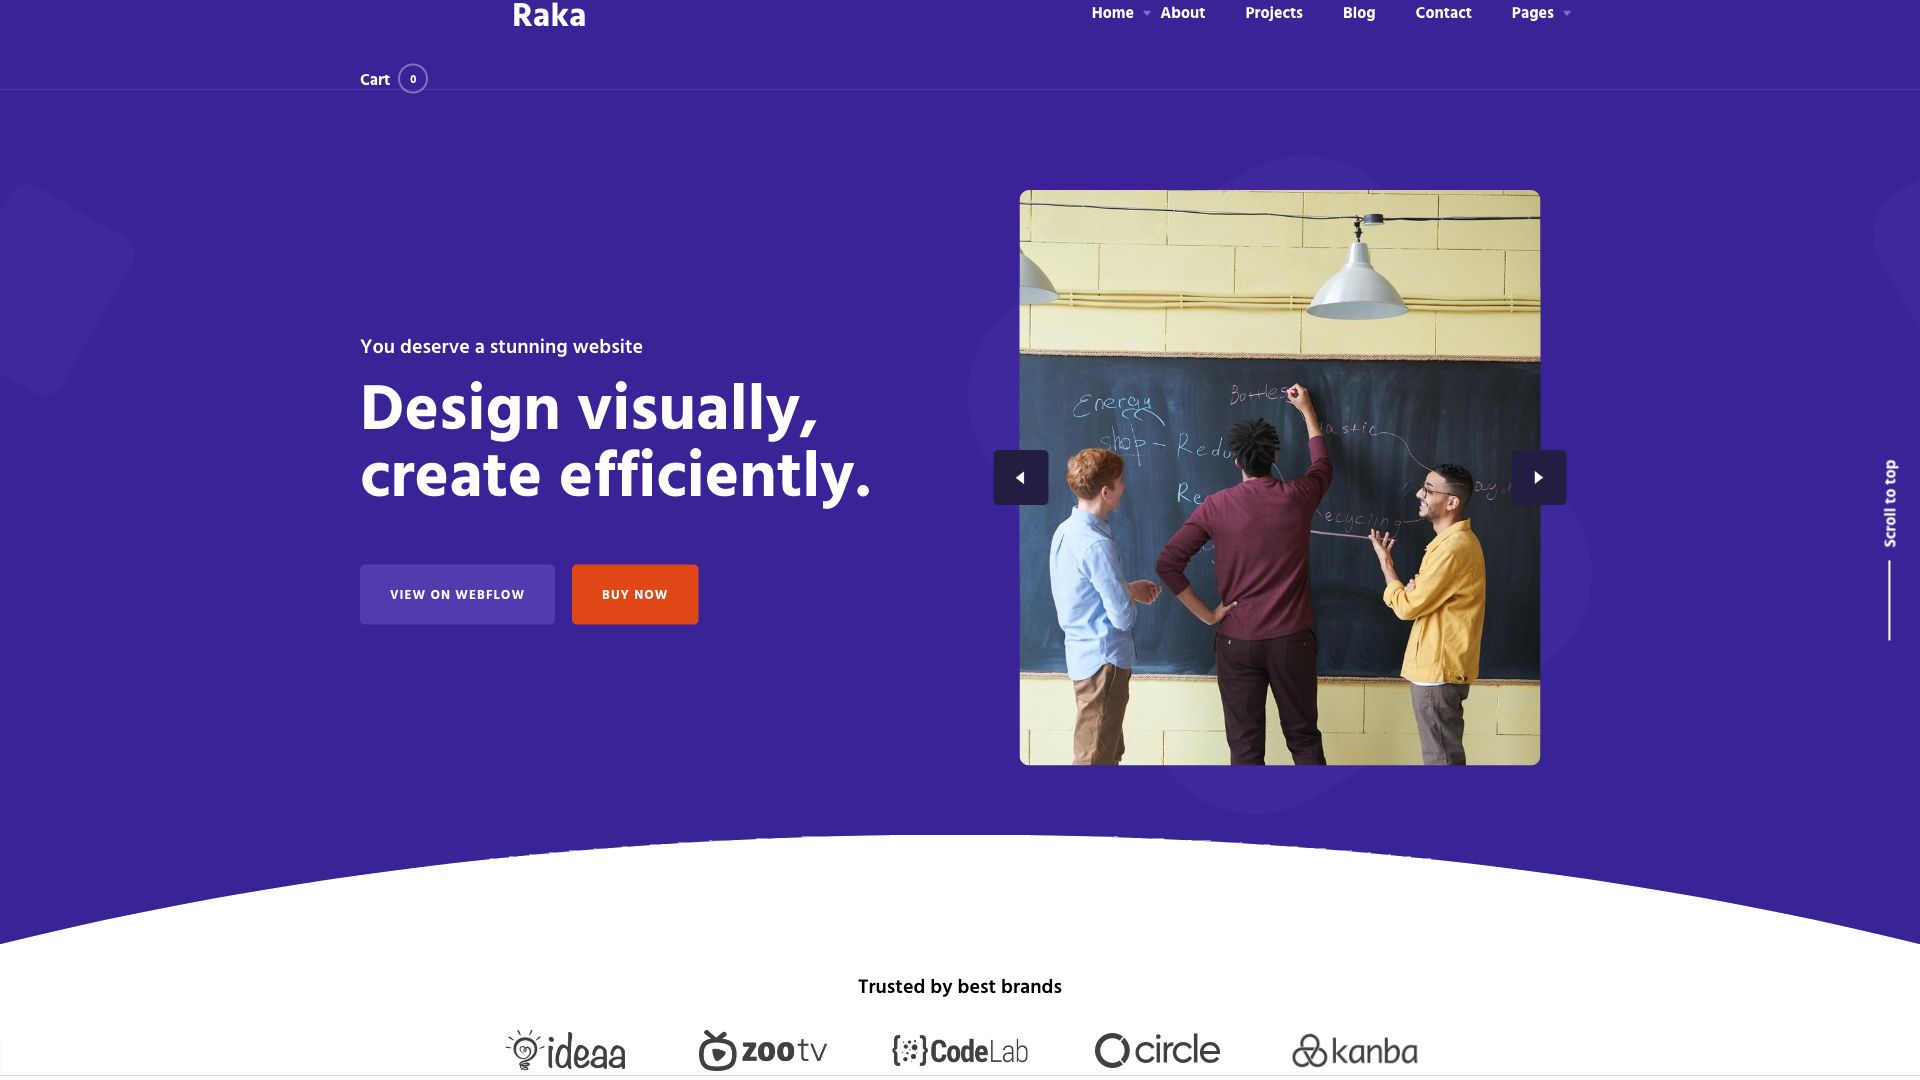 Raka
Home About Projects Blog Contact Pages
Cart 0
You deserve a stunning website
Design visually,
create efficiently.
VIEW ON WEBFLOW BUY NOW
Energy
Bottles
shop - Redu
lastic
Re
ecycling
Scroll to top
Trusted by best brands
ideaa zootv {}CodeLab circle kanba